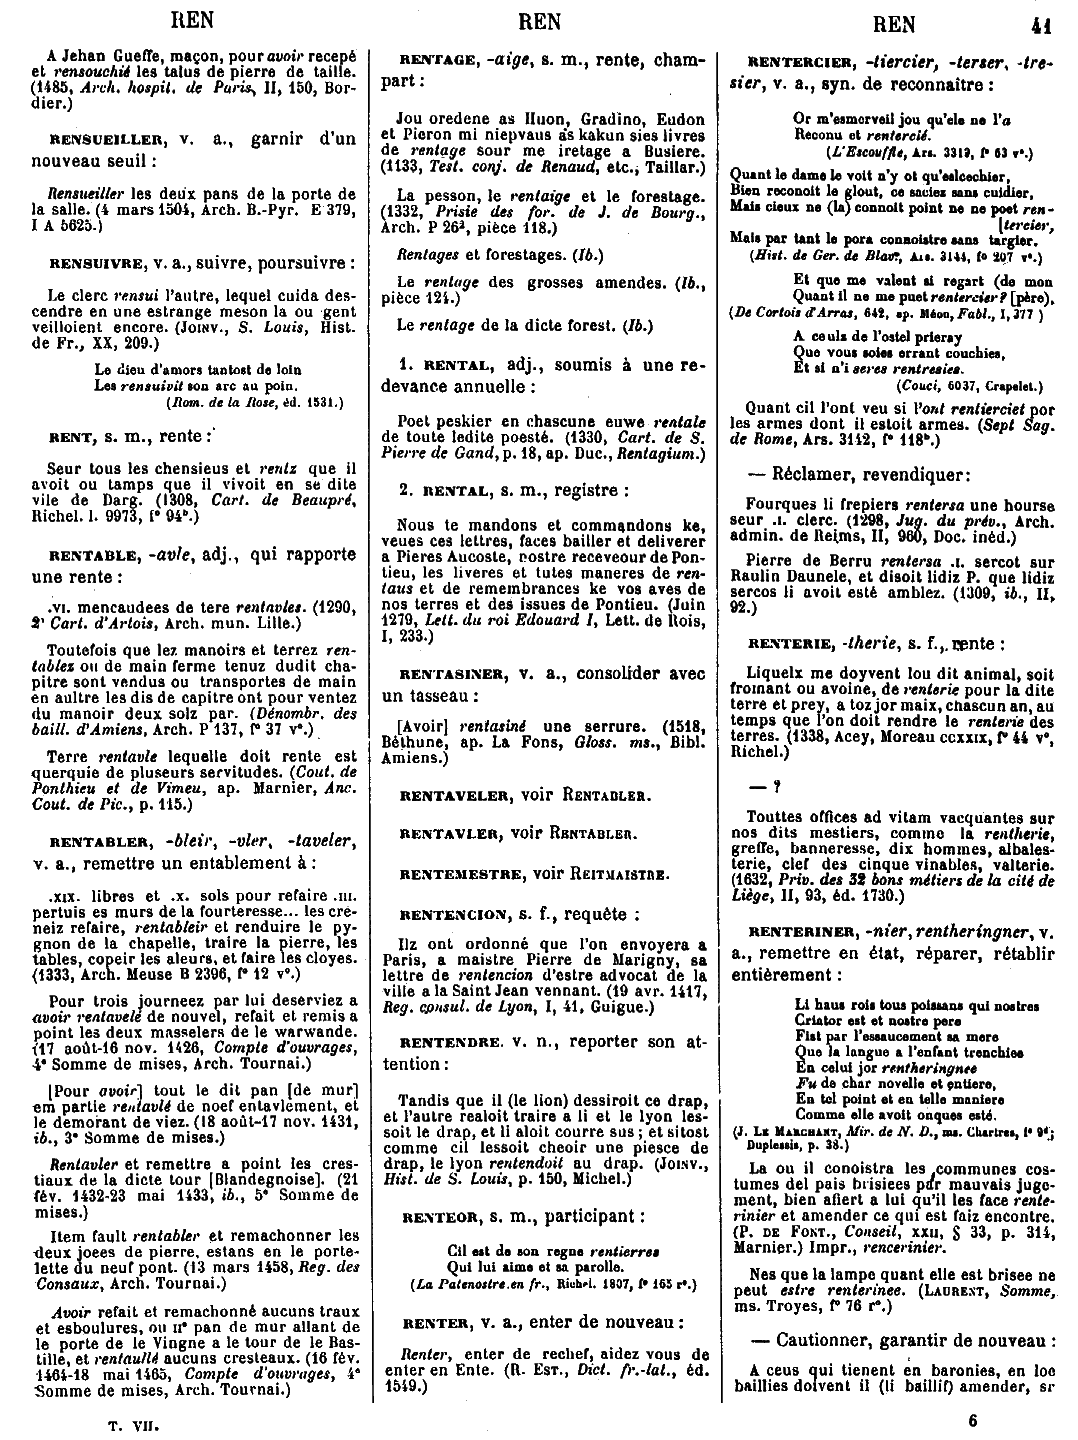 REN
REN
REN 41
A Jehan Gueffe, maçon, pour avoir recepé
et rensouchié les talus de pierre de taille.
(1485, Arch. hospit. de Paris, II, 150, Bor-
dier.)
RENSUEILLER, v. a., garnir d'un
nouveau seuil :
Rensueiller les deux pans de la porte de
la salle. (4 mars 1504, Arch. B.-Pyr. E 379,
I A 5625.)
RENSUIVRE, v. a., suivre, poursuivre :
Le clerc rensui l'autre, lequel cuida des-
cendre en une estrange meson la ou gent
veilloient encore. (JOINV., S. Louis, Hist.
de Fr., XX, 209.)
Le dieu d'amors tantost de loin
Les rensuivit son arc au poin.
(Rom. de la Rose, éd. 1531.)
RENT, s. m., rente :
Seur tous les chensieus et rentz que il
avoit ou tamps que il vivoit en se dite
vile de Darg. (1308, Cart. de Beaupré,
Richel. l. 9973, f° 94b.)
RENTABLE, -avle, adj., qui rapporte
une rente :
.VI. mencaudees de tere rentavles. (1290,
2e Cart. d'Artois, Arch. mun. Lille.)
Toutefois que lez manoirs et terrez ren-
tablez ou de main ferme tenuz dudit cha-
pitre sont vendus ou transportes de main
en aultre les dis de capitre ont pour ventez
du manoir deux solz par. (Dénombr. des
baill. d'Amiens, Arch. P 137, f° 37 v°.)
Terre rentavle lequelle doit rente est
querquie de pluseurs servitudes. (Cout. de
Ponthieu et de Vimeu, ap. Marnier, Anc.
Cout. de Pic., p. 115.)
RENTABLER, -bleir, -vler, -taveler,
v. a., remettre un entablement à :
.XIX. libres et .X. sols pour refaire .III.
pertuis es murs de la fourteresse... les cre-
neiz refaire, rentableir et renduire le py-
gnon de la chapelle, traire la pierre, les
tables, copeir les aleurs, et faire les cloyes.
(1333, Arch. Meuse B 2396, f° 12 v°.)
Pour trois journeez par lui deserviez a
avoir rentavelé de nouvel, refait et remis a
point les deux masselers de le warwande.
(17 août-16 nov. 1426, Compte d'ouvrages,
4e Somme de mises, Arch. Tournai.)
[Pour avoir] tout le dit pan [de mur]
em partie rentavlé de noef entavlement, et
le demorant de viez. (18 août-17 nov. 1431,
ib., 3e Somme de mises.)
Rentavler et remettre a point les cres-
tiaux de la dicte tour [Blandegnoise]. (21
fév. 1432-23 mai 1433, ib., 5e Somme de
mises.)
Item fault rentabler et remachonner les
deux joees de pierre, estans en le porte-
lette du neuf pont. (13 mars 1458, Reg. des
Consaux, Arch. Tournai.)
Avoir refait et remachonné aucuns traux
et esboulures, ou IIe pan de mur allant de
le porte de le Vingne a le tour de le Bas-
tille, et rentaullé aucuns cresteaux. (16 fév.
1464-18 mai 1465, Compte d'ouvrages, 4e
Somme de mises, Arch. Tournai.)
T. VII.
RENTAGE, -aige, s. m., rente, cham-
part :
Jou oredene as Huon, Gradino, Eudon
et Pieron mi niepvaus as kakun sies livres
de rentage sour me iretage a Busiere.
(1133, Test. conj. de Renaud, etc., Taillar.)
La pesson, le rentaige et le forestage.
(1332, Prisie des for. de J. de Bourg.,
Arch. P 26², pièce 118.)
Rentages et forestages. (Ib.)
Le rentage des grosses amendes. (Ib.,
pièce 121.)
Le rentage de la dicte forest. (Ib.)
1. RENTAL, adj., soumis à une re-
devance annuelle :
Poet peskier en chascune euwe rentale
de toute ledite poesté. (1330, Cart. de S.
Pierre de Gand, p. 18, ap. Duc., Rentagium.)
2. RENTAL, s. m., registre :
Nous te mandons et commandons ke,
veues ces lettres, faces bailler et deliverer
a Pieres Aucoste, nostre receveour de Pon-
tieu, les liveres et tutes maneres de ren-
taus et de remembrances ke vos aves de
nos terres et des issues de Pontieu. (Juin
1279, Lett. du roi Edouard I, Lett. de Rois,
I, 233.)
RENTASINER, v. a., consolider avec
un tasseau :
[Avoir] rentasiné une serrure. (1518,
Béthune, ap. La Fons, Gloss. ms., Bibl.
Amiens.)
RENTAVELER, voir RENTABLER.
RENTAVLER, voir RENTABLER.
RENTEMESTRE, voir REITMAISTRE.
RENTENCION, s. f., requête :
Ilz ont ordonné que l'on envoyera a
Paris, a maistre Pierre de Marigny, sa
lettre de rentencion d'estre advocat de la
ville a la Saint Jean vennant. (19 avr. 1417,
Reg. consul. de Lyon, I, 41, Guigue.)
RENTENDRE. v. n., reporter son at-
tention :
Tandis que il (le lion) dessiroit ce drap,
et l'autre realoit traire a li et le lyon les-
soit le drap, et li aloit courre sus ; et sitost
comme cil lessoit cheoir une piesce de
drap, le lyon rentendoit au drap. (JOINV.,
Hist. de S. Louis, p. 150, Michel.)
RENTEOR, s. m., participant :
Cil est de son regne rentierres
Qui lui aime et sa parolle.
(La Patenostre en fr., Richel. 1807, f° 165 r°.)
RENTER, v. a., enter de nouveau :
Renter, enter de rechef, aidez vous de
enter en Ente. (R. EST., Dict. fr.-lat., éd.
1549.)
RENTERCIER, -tiercier, -terser, -tre-
sier, v. a., syn. de reconnaître :
Or m'esmerveil jou qu'ele ne l'a
Reconu et rentercié.
(L'Escouffle, Ars. 3319, f° 63 v°.)
Quant le dame le voit n'y ot qu'eslcechier,
Bien reconoit le glout, ce saciez sans cuidier,
Mais cieux ne (la) connoit point ne ne poet ren-
[tercier,
Mais par tant le pora connoistre sans targier.
(Hist. de Ger. de Blav., Ars. 3144, f° 207 v°.)
Et que me valent si regart (de mon
Quant il ne me puet rentercier ? [père),
(De Cortois d'Arras, 642, ap. Méon, Fabl., I, 377 )
A ceuls de l'ostel prieray
Que vous soies errant couchies,
Et si n'i seres rentresies.
(Couci, 6037, Crapelet.)
Quant cil l'ont veu si l'ont rentierciet por
les armes dont il estoit armes. (Sept Sag.
de Rome, Ars. 3142, f° 118b.)
— Réclamer, revendiquer :
Fourques li frepiers rentersa une hourse
seur .I. clerc. (1298, Jug. du prév., Arch.
admin. de Reims, II, 960, Doc. inéd.)
Pierre de Berru rentersa .I. sercot sur
Raulin Daunele, et disoit lidiz P. que lidiz
sercos li avoit esté amblez. (1309, ib., II,
92.)
RENTERIE, -therie, s. f., rente :
Liquelx me doyvent lou dit animal, soit
fromant ou avoine, de renterie pour la dite
terre et prey, a toz jor maix, chascun an, au
temps que l'on doit rendre le renterie des
terres. (1338, Acey, Moreau CCXXIX, f° 44 v°,
Richel.)
— ?
Touttes offices ad vitam vacquantes sur
nos dits mestiers, comme la rentherie,
greffe, banneresse, dix hommes, albales-
terie, clef des cinque vinables, valterie.
(1632, Priv. des 32 bons métiers de la cité de
Liège, II, 93, éd. 1730.)
RENTERINER, -nier, rentheringner, v.
a., remettre en état, réparer, rétablir
entièrement :
Li haus rois tous poissans qui nostres
Criator est et nostre pere
Fist par l'essaucement sa mere
Que la langue a l'enfant trenchiee
En celui jor rentheringnee
Fu de char novelle et entiere,
En tel point et en telle maniere
Comme elle avoit onques esté.
(J. LE MARCHANT, Mir. de N. D., ms. Chartres, f° 9d;
Duplessis, p. 38.)
La ou il conoistra les communes cos-
tumes del pais brisiees par mauvais juge-
ment, bien afiert a lui qu'il les face rente-
rinier et amender ce qui est faiz encontre.
(P. DE FONT., Conseil, XXII, § 33, p. 314,
Marnier.) Impr., rencerinier.
Nes que la lampe quant elle est brisee ne
peut estre renterinee. (LAURENT, Somme,
ms. Troyes, f° 76 r°.)
— Cautionner, garantir de nouveau :
A ceus qui tienent en baronies, en loc
baillies doivent il (li baillif) amender, sr
6